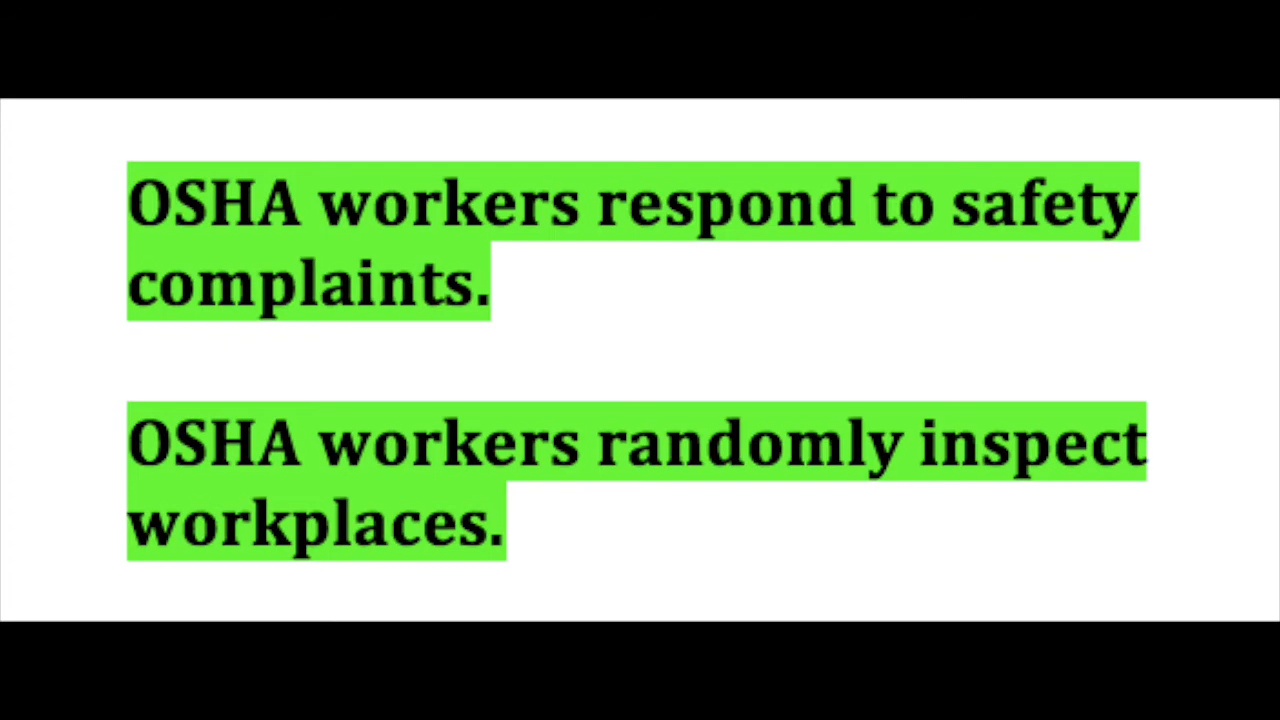 OSHA workers respond to safety
complaints.
OSHA workers randomly inspect
workplaces.